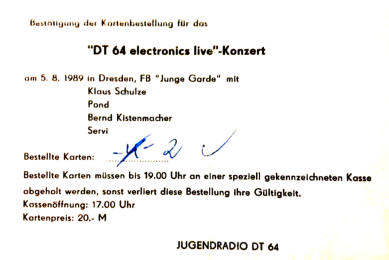 Bestätigung der Kartenbestellung für das
"DT 64 electronics live"-Konzert
am 5. 8. 1989 in Dresden, FB "Junge Garde" mit
Klaus Schulze
Pond
Bernd Kistenmacher
Servi
Bestellte Karten: 2
Bestellte Karten müssen bis 19.00 Uhr an einer speziell gekennzeichneten Kasse
abgeholt werden, sonst verliert diese Bestellung ihre Gültigkeit.
Kassenöffnung: 17.00 Uhr
Kartenpreis: 20.- M
JUGENDRADIO DT 64